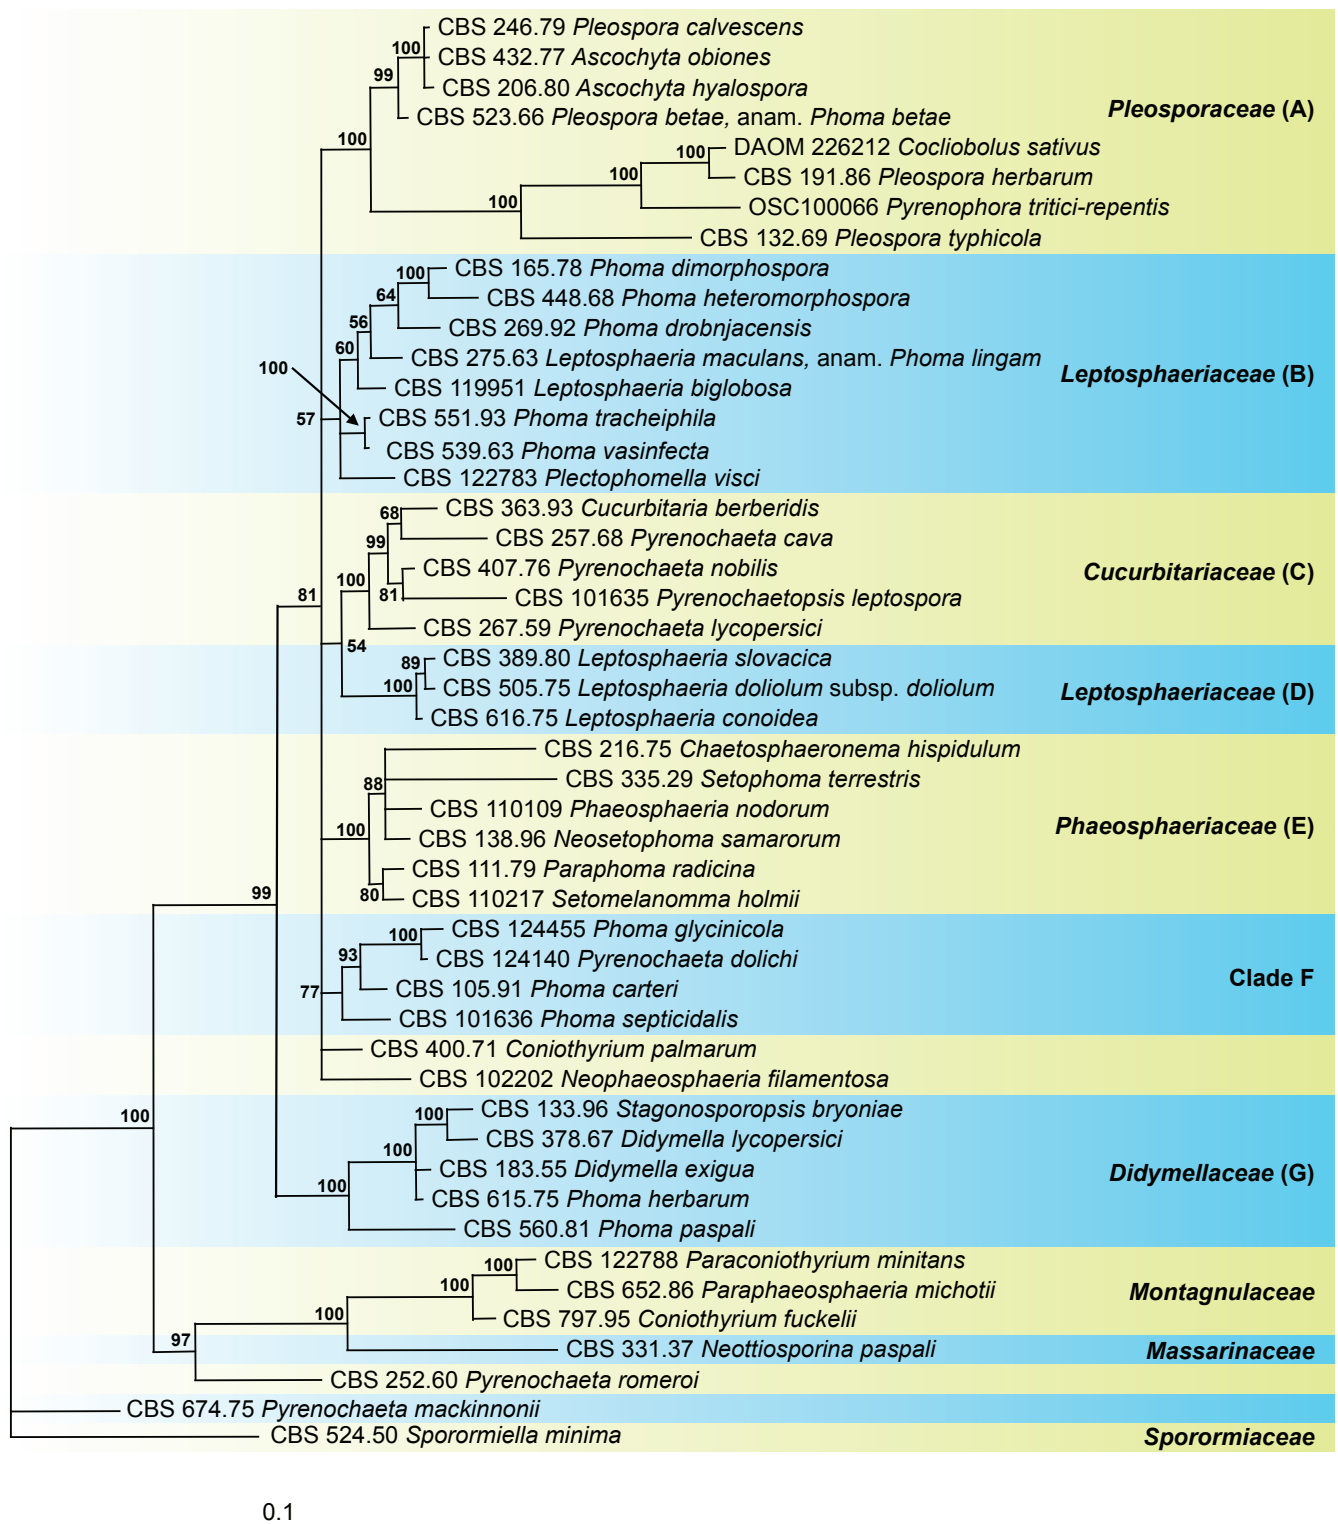 CBS 246.79 Pleospora calvescens
100
CBS 432.77 Ascochyta obiones
99
CBS 206.80 Ascochyta hyalospora
Pleosporaceae (A)
CBS 523.66 Pleospora betae, anam. Phoma betae
100
DAOM 226212 Cocliobolus sativus
100
CBS 191.86 Pleospora herbarum
100
OSC100066 Pyrenophora tritici-repentis
100
CBS 132.69 Pleospora typhicola
CBS 165.78 Phoma dimorphospora
100
CBS 448.68 Phoma heteromorphospora
64
CBS 269.92 Phoma drobnjacensis
56
CBS 275.63 Leptosphaeria maculans, anam. Phoma lingam
60
100
Leptosphaeriaceae (B)
CBS 119951 Leptosphaeria biglobosa
57
CBS 551.93 Phoma tracheiphila
CBS 539.63 Phoma vasinfecta
CBS 122783 Plectophomella visci
CBS 363.93 Cucurbitaria berberidis
68
CBS 257.68 Pyrenochaeta cava
99
CBS 407.76 Pyrenochaeta nobilis
Cucurbitariaceae (C)
100
81
81
CBS 101635 Pyrenochaetopsis leptospora
CBS 267.59 Pyrenochaeta lycopersici
54
CBS 389.80 Leptosphaeria slovacica
89
CBS 505.75 Leptosphaeria doliolum subsp. doliolum
100
Leptosphaeriaceae (D)
CBS 616.75 Leptosphaeria conoidea
CBS 216.75 Chaetosphaeronema hispidulum
CBS 335.29 Setophoma terrestris
88
CBS 110109 Phaeosphaeria nodorum
Phaeosphaeriaceae (E)
100
CBS 138.96 Neosetophoma samarorum
CBS 111.79 Paraphoma radicina
80
99
CBS 110217 Setomelanomma holmii
CBS 124455 Phoma glycinicola
100
CBS 124140 Pyrenochaeta dolichi
93
Clade F
CBS 105.91 Phoma carteri
77
CBS 101636 Phoma septicidalis
CBS 400.71 Coniothyrium palmarum
CBS 102202 Neophaeosphaeria filamentosa
CBS 133.96 Stagonosporopsis bryoniae
100
100
CBS 378.67 Didymella lycopersici
100
CBS 183.55 Didymella exigua
Didymellaceae (G)
100
CBS 615.75 Phoma herbarum
CBS 560.81 Phoma paspali
CBS 122788 Paraconiothyrium minitans
100
CBS 652.86 Paraphaeosphaeria michotii
Montagnulaceae
100
100
CBS 797.95 Coniothyrium fuckelii
97
CBS 331.37 Neottiosporina paspali
Massarinaceae
CBS 252.60 Pyrenochaeta romeroi
CBS 674.75 Pyrenochaeta mackinnonii
CBS 524.50 Sporormiella minima
Sporormiaceae
0.1